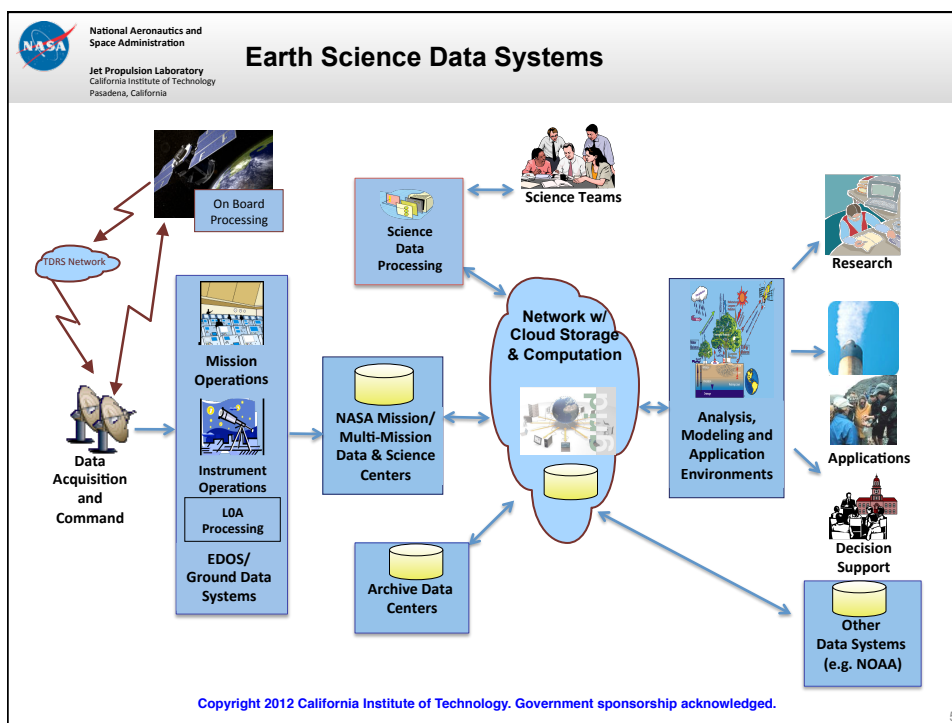 NASA
National Aeronautics and
Space Administration
Jet Propulsion Laboratory
California Institute of Technology
Pasadena, California
Earth Science Data Systems
On Board
Processing
TDRS Network
Science
Data
Processing
Science Teams
Research
Mission
Operations
Instrument
Operations
L0A
Processing
EDOS/
Ground Data
Systems
Data
Acquisition
and
Command
NASA Mission/
Multi-Mission
Data & Science
Centers
Network w/
Cloud Storage
& Computation
Archive Data
Centers
Analysis,
Modeling and
Application
Environments
Applications
Decision
Support
Other
Data Systems
(e.g. NOAA)
Copyright 2012 California Institute of Technology. Government sponsorship acknowledged.